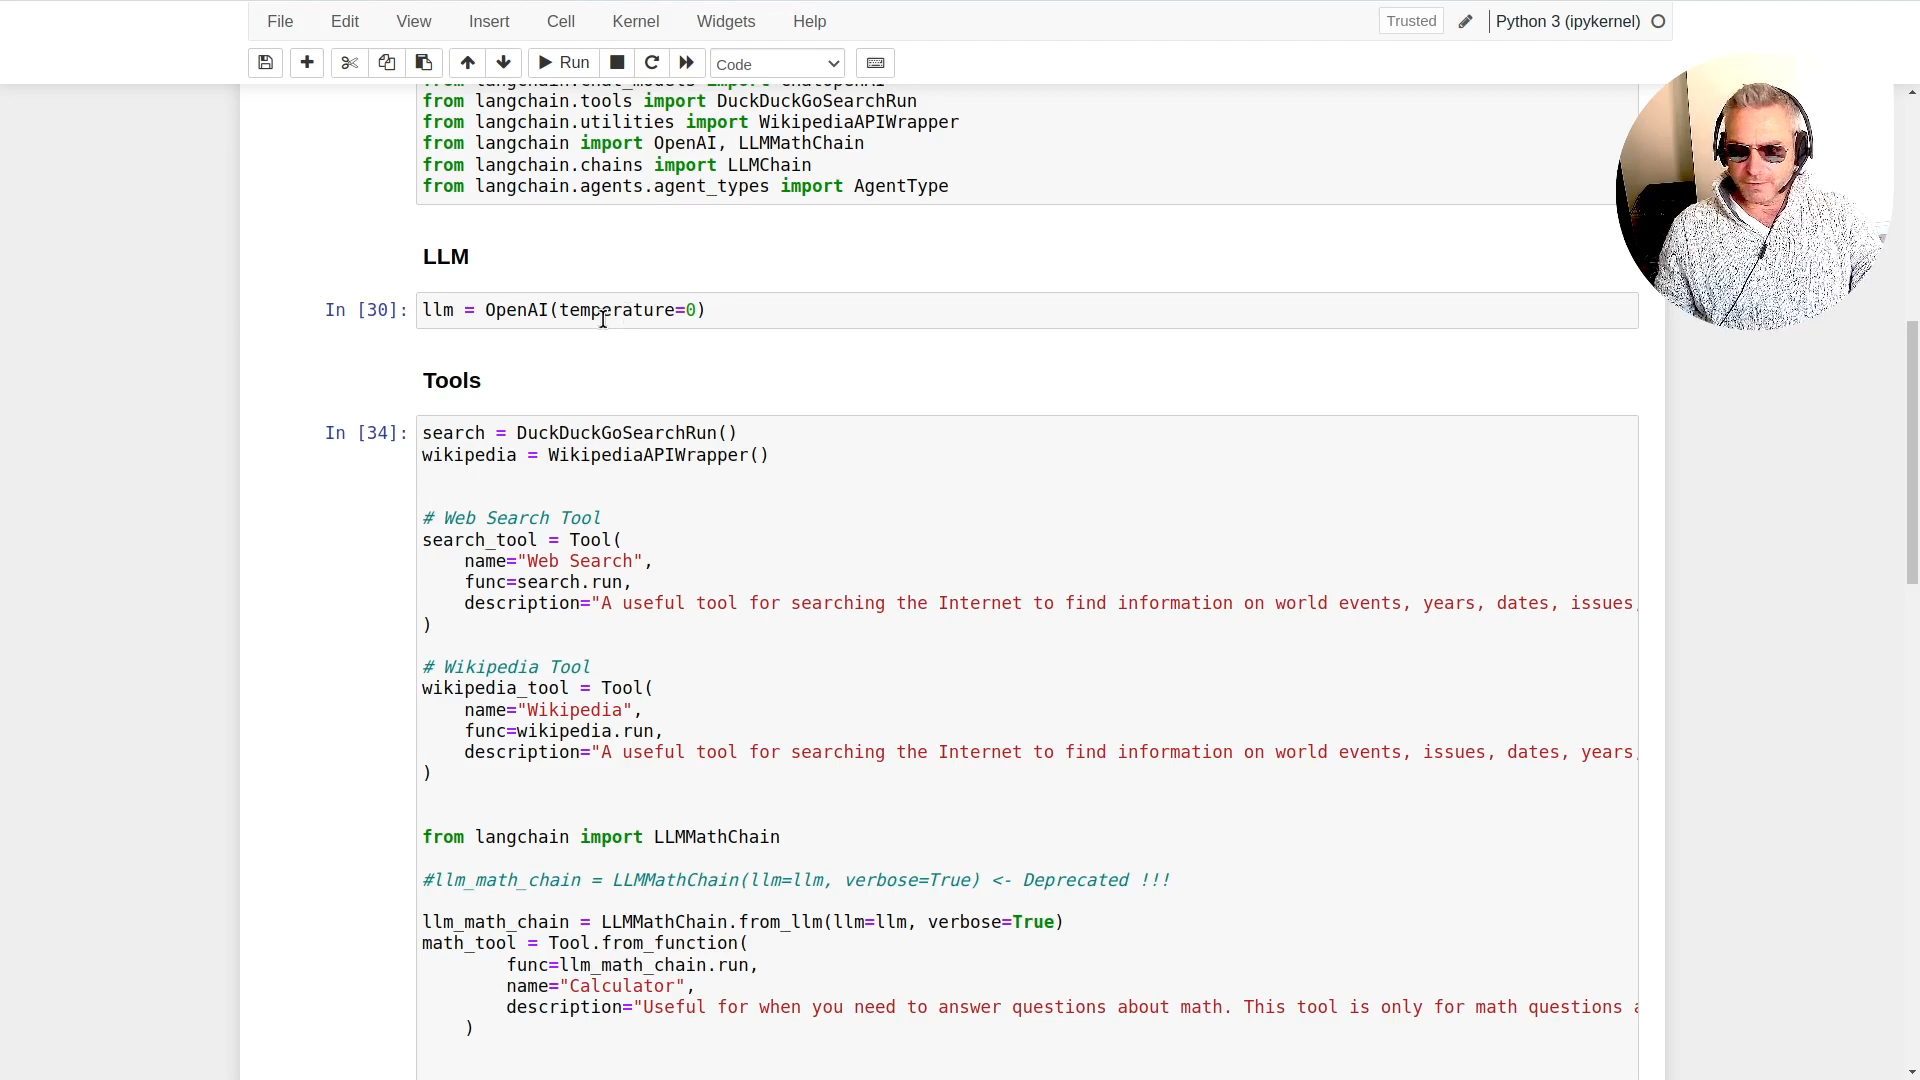 File Edit View Insert Cell Kernel Widgets Help Trusted Python 3 (ipykernel)
Run Code
from langchain.tools import DuckDuckGoSearchRun
from langchain.utilities import WikipediaAPIWrapper
from langchain import OpenAI, LLMMathChain
from langchain.chains import LLMChain
from langchain.agents.agent_types import AgentType
LLM
In [30]: llm = OpenAI(temperature=0)
Tools
In [34]: search = DuckDuckGoSearchRun()
wikipedia = WikipediaAPIWrapper()
# Web Search Tool
search_tool = Tool(
name="Web Search",
func=search.run,
description="A useful tool for searching the Internet to find information on world events, years, dates, issues,
)
# Wikipedia Tool
wikipedia_tool = Tool(
name="Wikipedia",
func=wikipedia.run,
description="A useful tool for searching the Internet to find information on world events, issues, dates, years,
)
from langchain import LLMMathChain
#llm_math_chain = LLMMathChain(llm=llm, verbose=True) <- Deprecated !!!
llm_math_chain = LLMMathChain.from_llm(llm=llm, verbose=True)
math_tool = Tool.from_function(
func=llm_math_chain.run,
name="Calculator",
description="Useful for when you need to answer questions about math. This tool is only for math questions
)